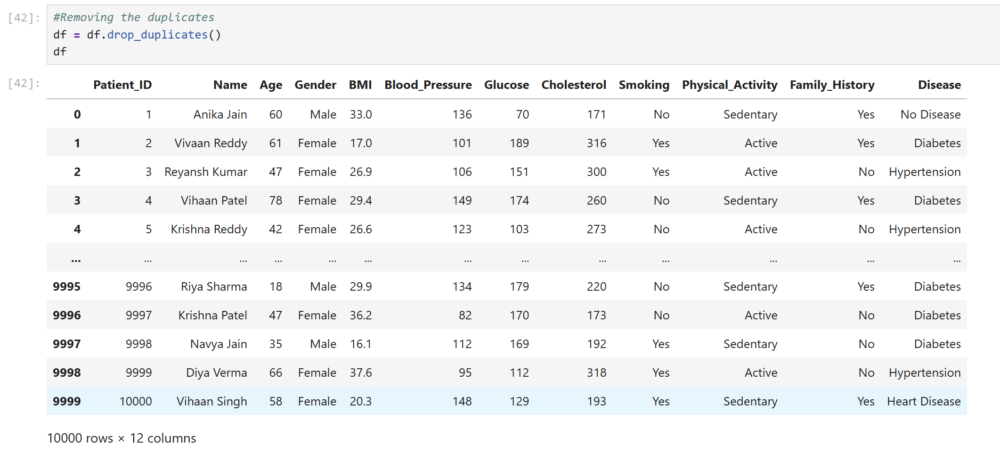 [42]: #Removing the duplicates
df = df.drop_duplicates()
df
[42]: Patient_ID Name Age Gender BMI Blood_Pressure Glucose Cholesterol Smoking Physical_Activity Family_History Disease
0 1 Anika Jain 60 Male 33.0 136 70 171 No Sedentary Yes No Disease
1 2 Vivaan Reddy 61 Female 17.0 101 189 316 Yes Active Yes Diabetes
2 3 Reyansh Kumar 47 Female 26.9 106 151 300 Yes Active No Hypertension
3 4 Vihaan Patel 78 Female 29.4 149 174 260 No Sedentary Yes Diabetes
4 5 Krishna Reddy 42 Female 26.6 123 103 273 No Active No Hypertension
... ... ... ... ... ... ... ... ... ... ... ... ...
9995 9996 Riya Sharma 18 Male 29.9 134 179 220 No Sedentary Yes Diabetes
9996 9997 Krishna Patel 47 Female 36.2 82 170 173 No Active No Diabetes
9997 9998 Navya Jain 35 Male 16.1 112 169 192 Yes Sedentary No Diabetes
9998 9999 Diya Verma 66 Female 37.6 95 112 318 Yes Active No Hypertension
9999 10000 Vihaan Singh 58 Female 20.3 148 129 193 Yes Sedentary Yes Heart Disease
10000 rows × 12 columns